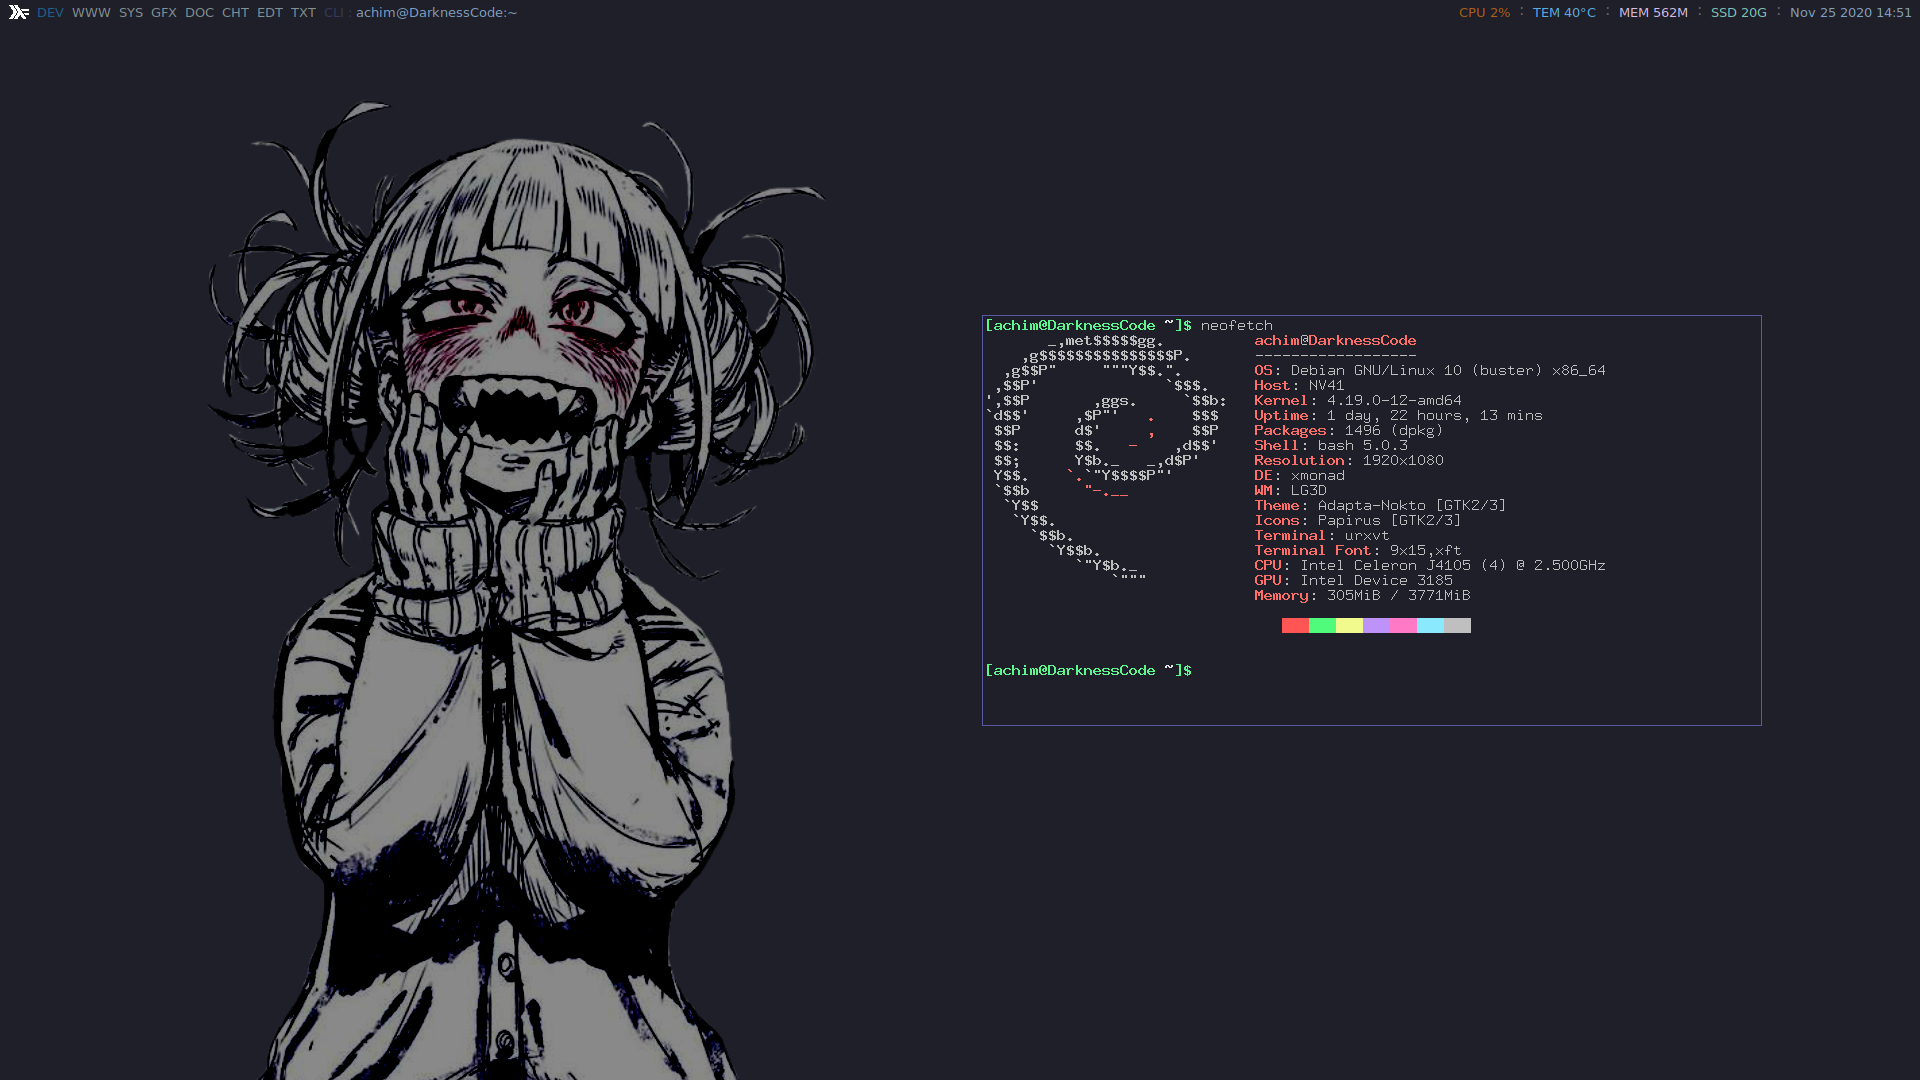 DEV WWW SYS GFX DOC CHT EDT TXT CLI : achim@DarknessCode:~
CPU 2% : TEM 40°C : MEM 562M : SSD 20G : Nov 25 2020 14:51
[achim@DarknessCode ~]$ neofetch
       _,met$$$$$gg.          achim@DarknessCode
    ,g$$$$$$$$$$$$$$$P.       ------------------
  ,g$$P"     """Y$$.".        OS: Debian GNU/Linux 10 (buster) x86_64
 ,$$P'              `$$$.     Host: NV41
',$$P       ,ggs.     `$$b:   Kernel: 4.19.0-12-amd64
`d$$'     ,$P"'   .    $$$    Uptime: 1 day, 22 hours, 13 mins
 $$P      d$'     ,    $$P    Packages: 1496 (dpkg)
 $$:      $$.   -    ,d$$'    Shell: bash 5.0.3
 $$;      Y$b._   _,d$P'      Resolution: 1920x1080
 Y$$.    `.`"Y$$$$P"'         DE: xmonad
 `$$b      "-.__              WM: LG3D
  `Y$$                        Theme: Adapta-Nokto [GTK2/3]
   `Y$$.                      Icons: Papirus [GTK2/3]
     `$$b.                    Terminal: urxvt
       `Y$$b.                 Terminal Font: 9x15,xft
          `"Y$b._             CPU: Intel Celeron J4105 (4) @ 2.500GHz
              `"""            GPU: Intel Device 3185
                              Memory: 305MiB / 3771MiB
[achim@DarknessCode ~]$